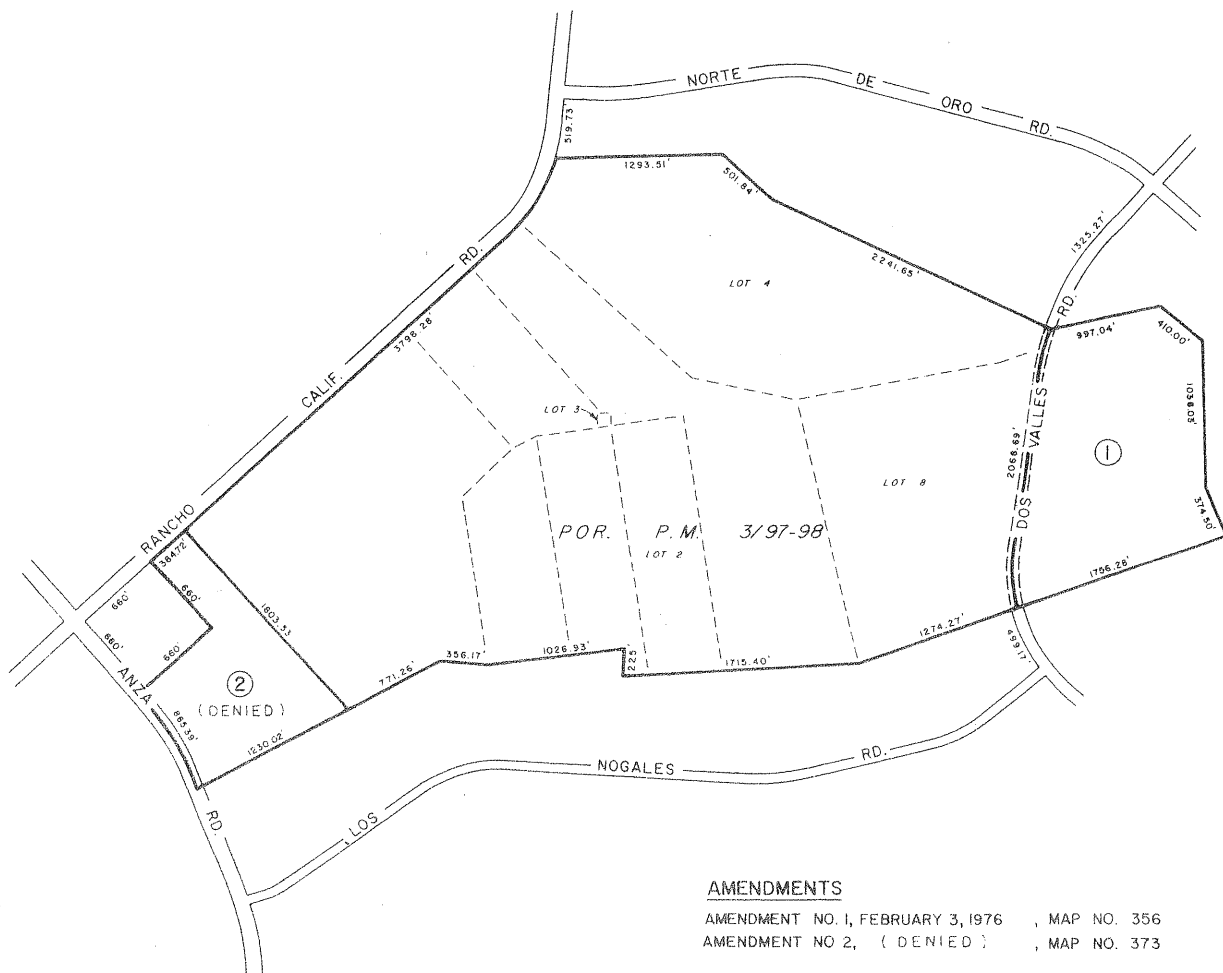 NORTE DE ORO RD.
519.73'
1293.51'
501.84'
1325.27'
RD.
2241.65'
LOT 4
997.04'
410.00'
3798.28'
CALIF.
RD.
1036.03'
LOT 3
VALLES
2068.69'
①
LOT 8
374.50'
RANCHO
POR. P.M. 3/97-98
LOT 2
DOS
384.72'
660'
660'
660'
660'
1803.53
1756.28'
1274.27'
499.17'
1026.93'
356.17'
225'
1715.40'
771.26'
ANZA
②
(DENIED)
865.39'
1230.02'
NOGALES
RD.
RD.
LOS
AMENDMENTS
AMENDMENT NO. 1, FEBRUARY 3, 1976 , MAP NO. 356
AMENDMENT NO 2, ( DENIED ) , MAP NO. 373